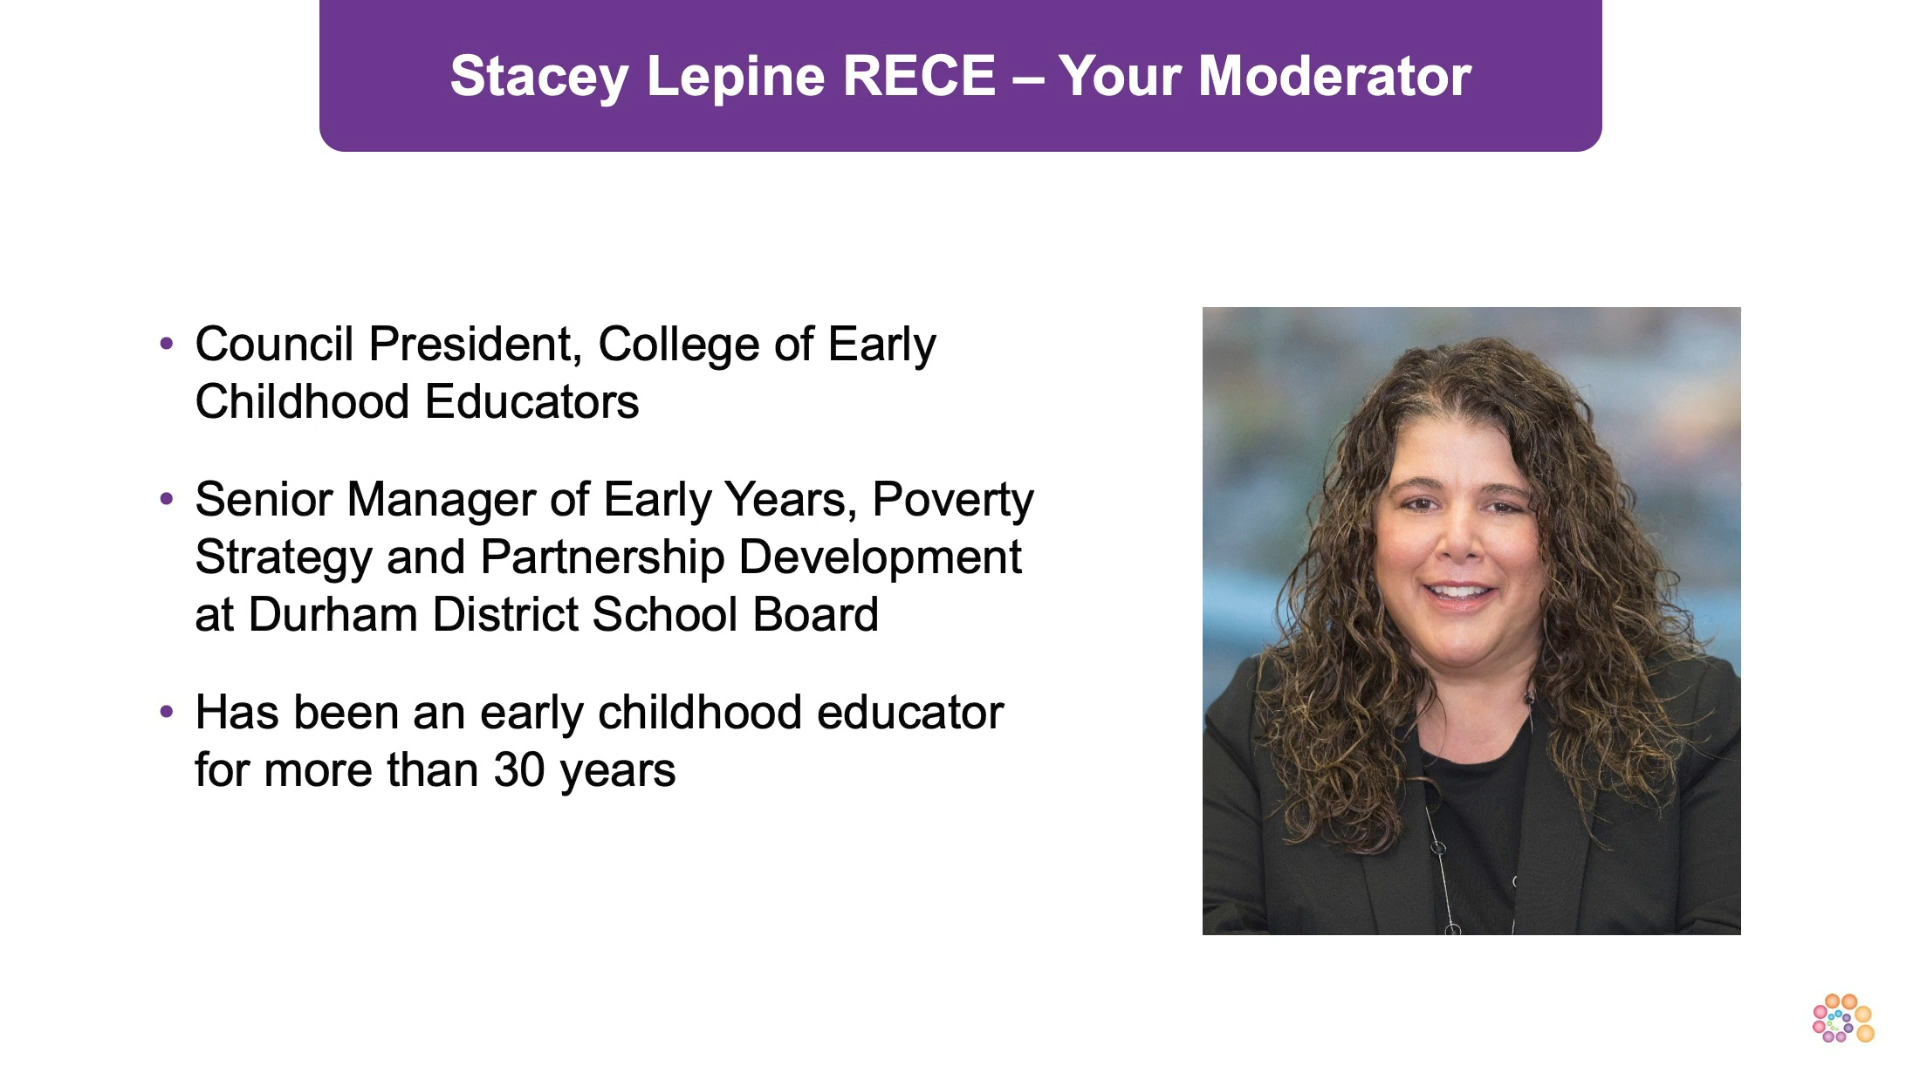 Stacey Lepine RECE – Your Moderator
• Council President, College of Early
Childhood Educators
• Senior Manager of Early Years, Poverty
Strategy and Partnership Development
at Durham District School Board
• Has been an early childhood educator
for more than 30 years